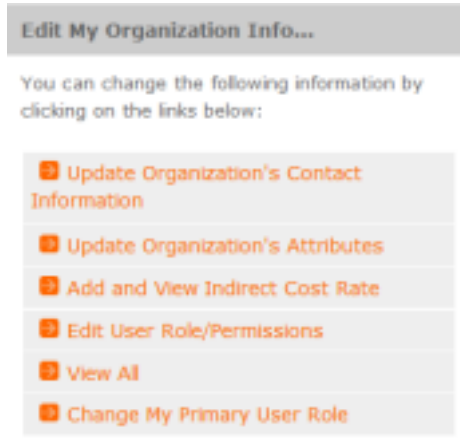 Edit My Organization Info...
You can change the following information by
clicking on the links below:
Update Organization's Contact
Information
Update Organization's Attributes
Add and View Indirect Cost Rate
Edit User Role/Permissions
View All
Change My Primary User Role